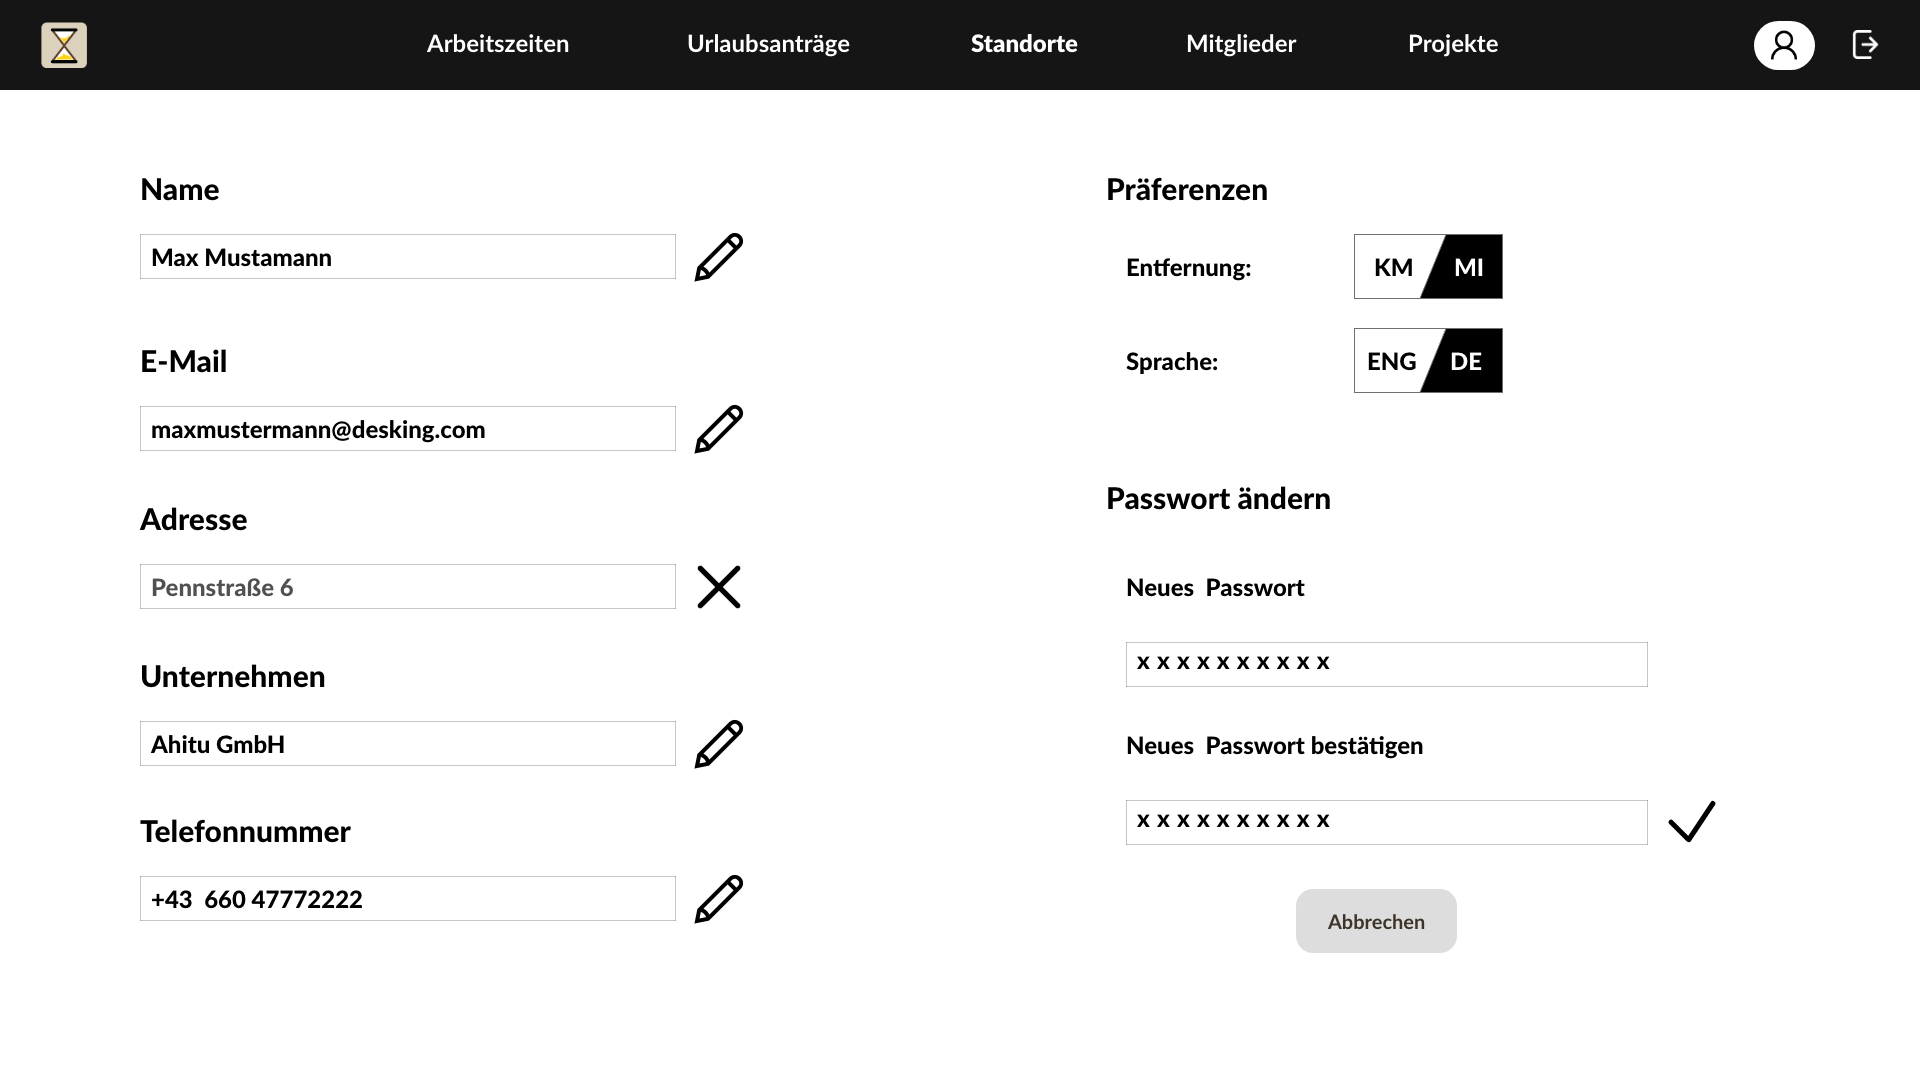 Arbeitszeiten Urlaubsanträge Standorte Mitglieder Projekte
Name
Max Mustamann
E-Mail
maxmustermann@desking.com
Adresse
Pennstraße 6
Unternehmen
Ahitu GmbH
Telefonnummer
+43  660 47772222
Präferenzen
Entfernung: KM MI
Sprache: ENG DE
Passwort ändern
Neues  Passwort
x x x x x x x x x x
Neues  Passwort bestätigen
x x x x x x x x x x
Abbrechen